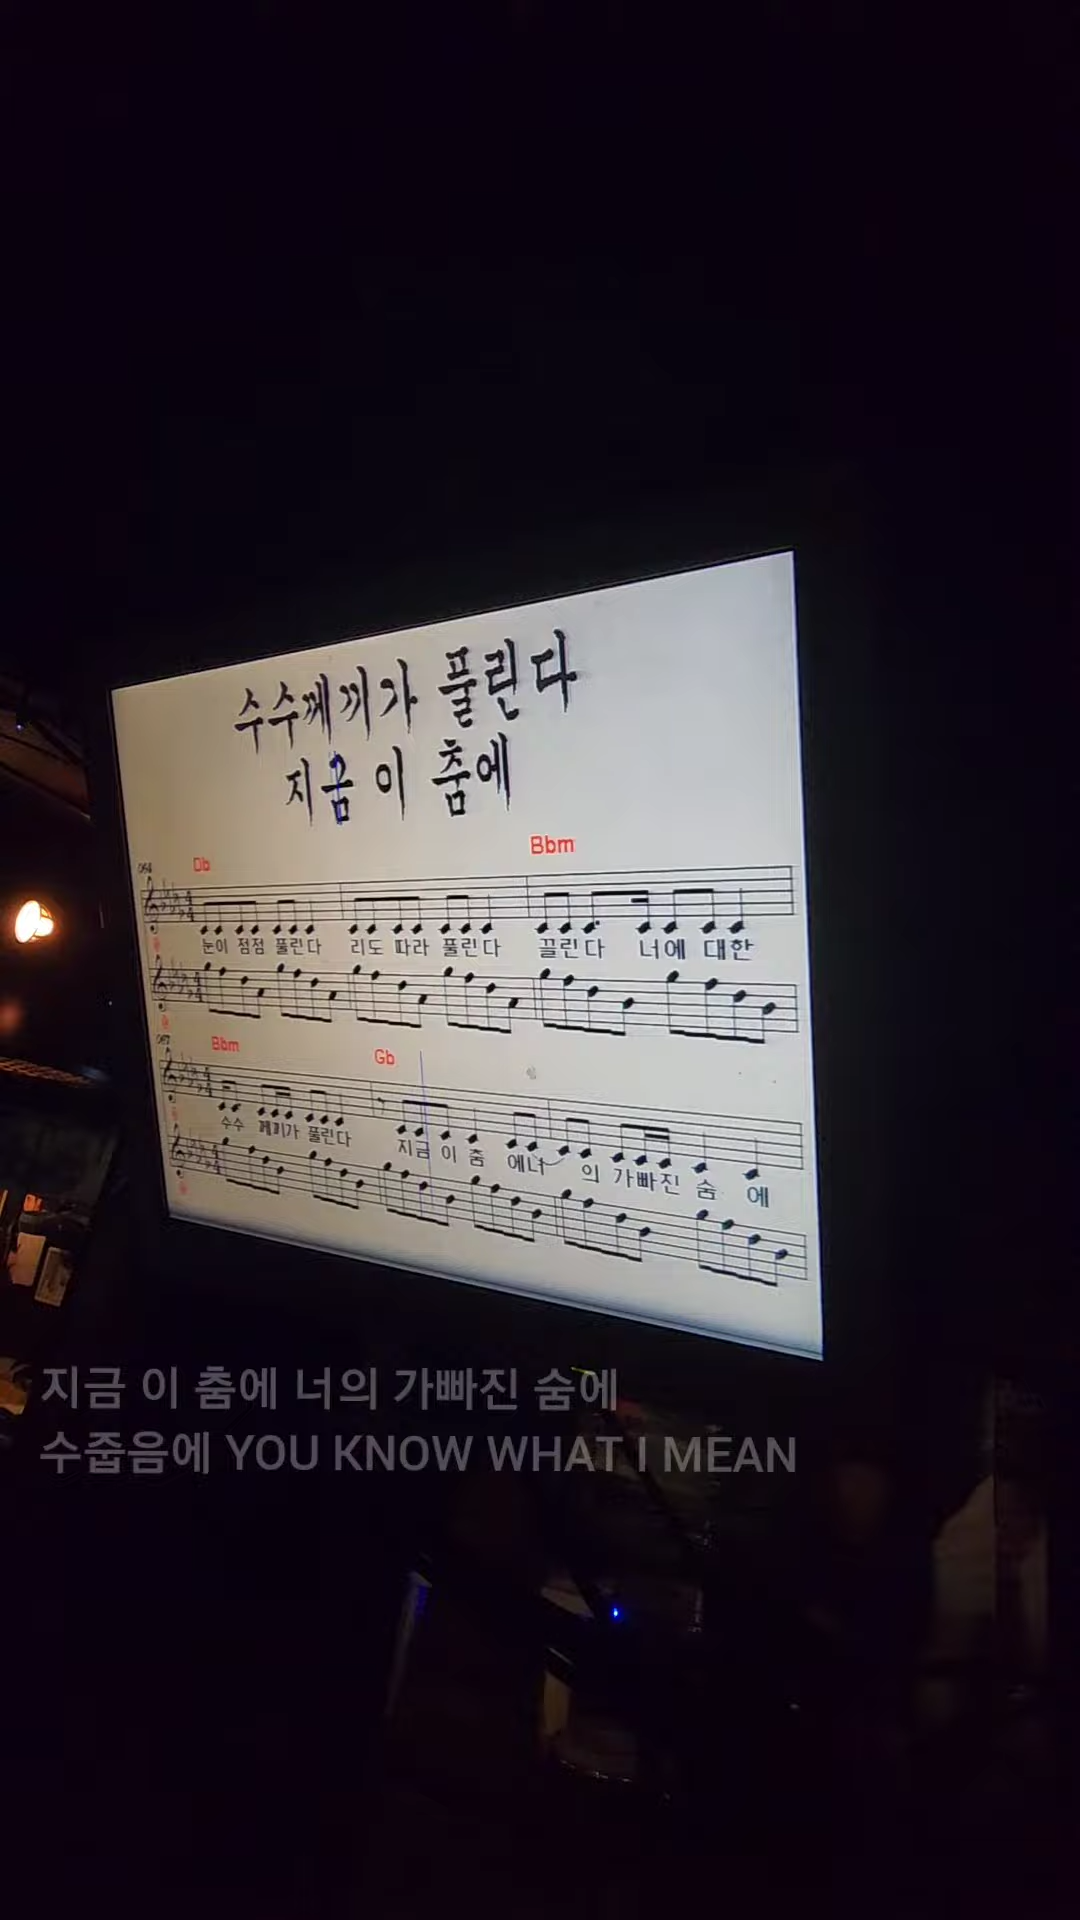 수수께끼가 풀린다
지금 이 춤에
Db
Bbm
눈이 점점 풀린다 리도 따라 풀린다 끌린다 너에 대한
Bbm
Gb
수수 께끼가 풀린다 지금 이 춤 에너 의 가빠진 숨 에
지금 이 춤에 너의 가빠진 숨에
수줍음에 YOU KNOW WHAT I MEAN